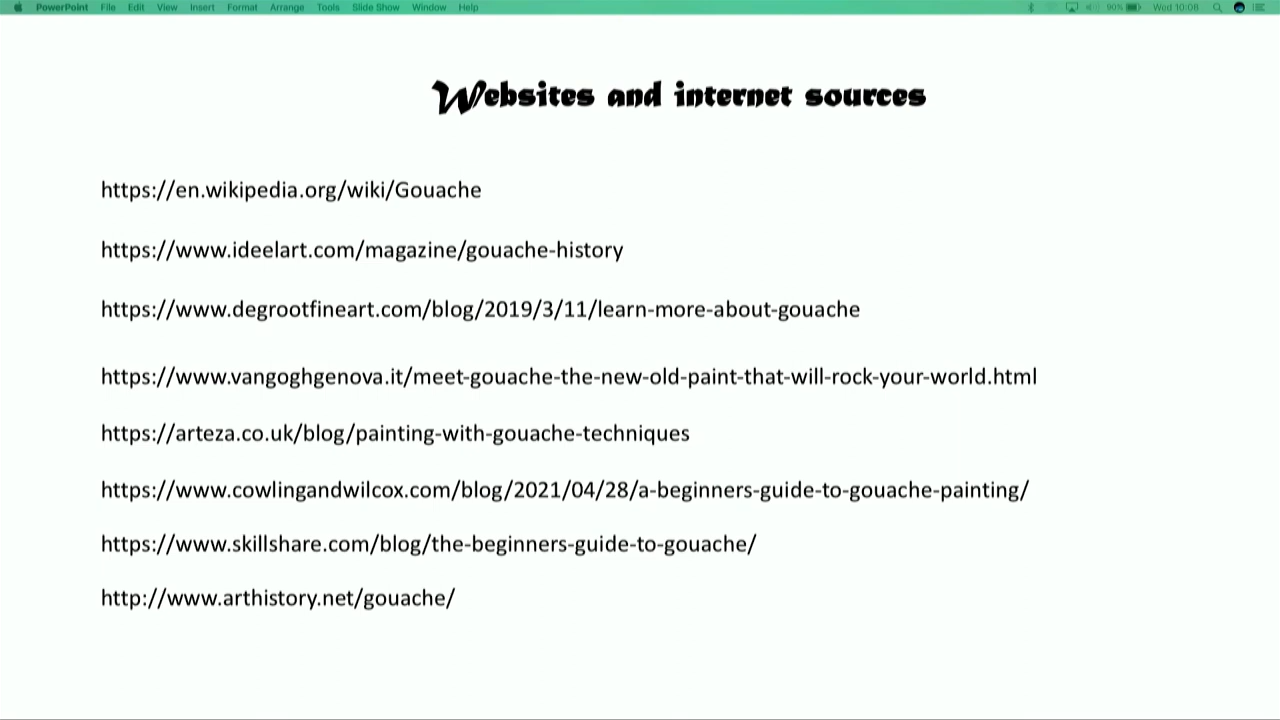 PowerPoint File Edit View Insert Format Arrange Tools Slide Show Window Help 90% Wed 10:08
Websites and internet sources
https://en.wikipedia.org/wiki/Gouache
https://www.ideelart.com/magazine/gouache-history
https://www.degrootfineart.com/blog/2019/3/11/learn-more-about-gouache
https://www.vangoghgenova.it/meet-gouache-the-new-old-paint-that-will-rock-your-world.html
https://arteza.co.uk/blog/painting-with-gouache-techniques
https://www.cowlingandwilcox.com/blog/2021/04/28/a-beginners-guide-to-gouache-painting/
https://www.skillshare.com/blog/the-beginners-guide-to-gouache/
http://www.arthistory.net/gouache/